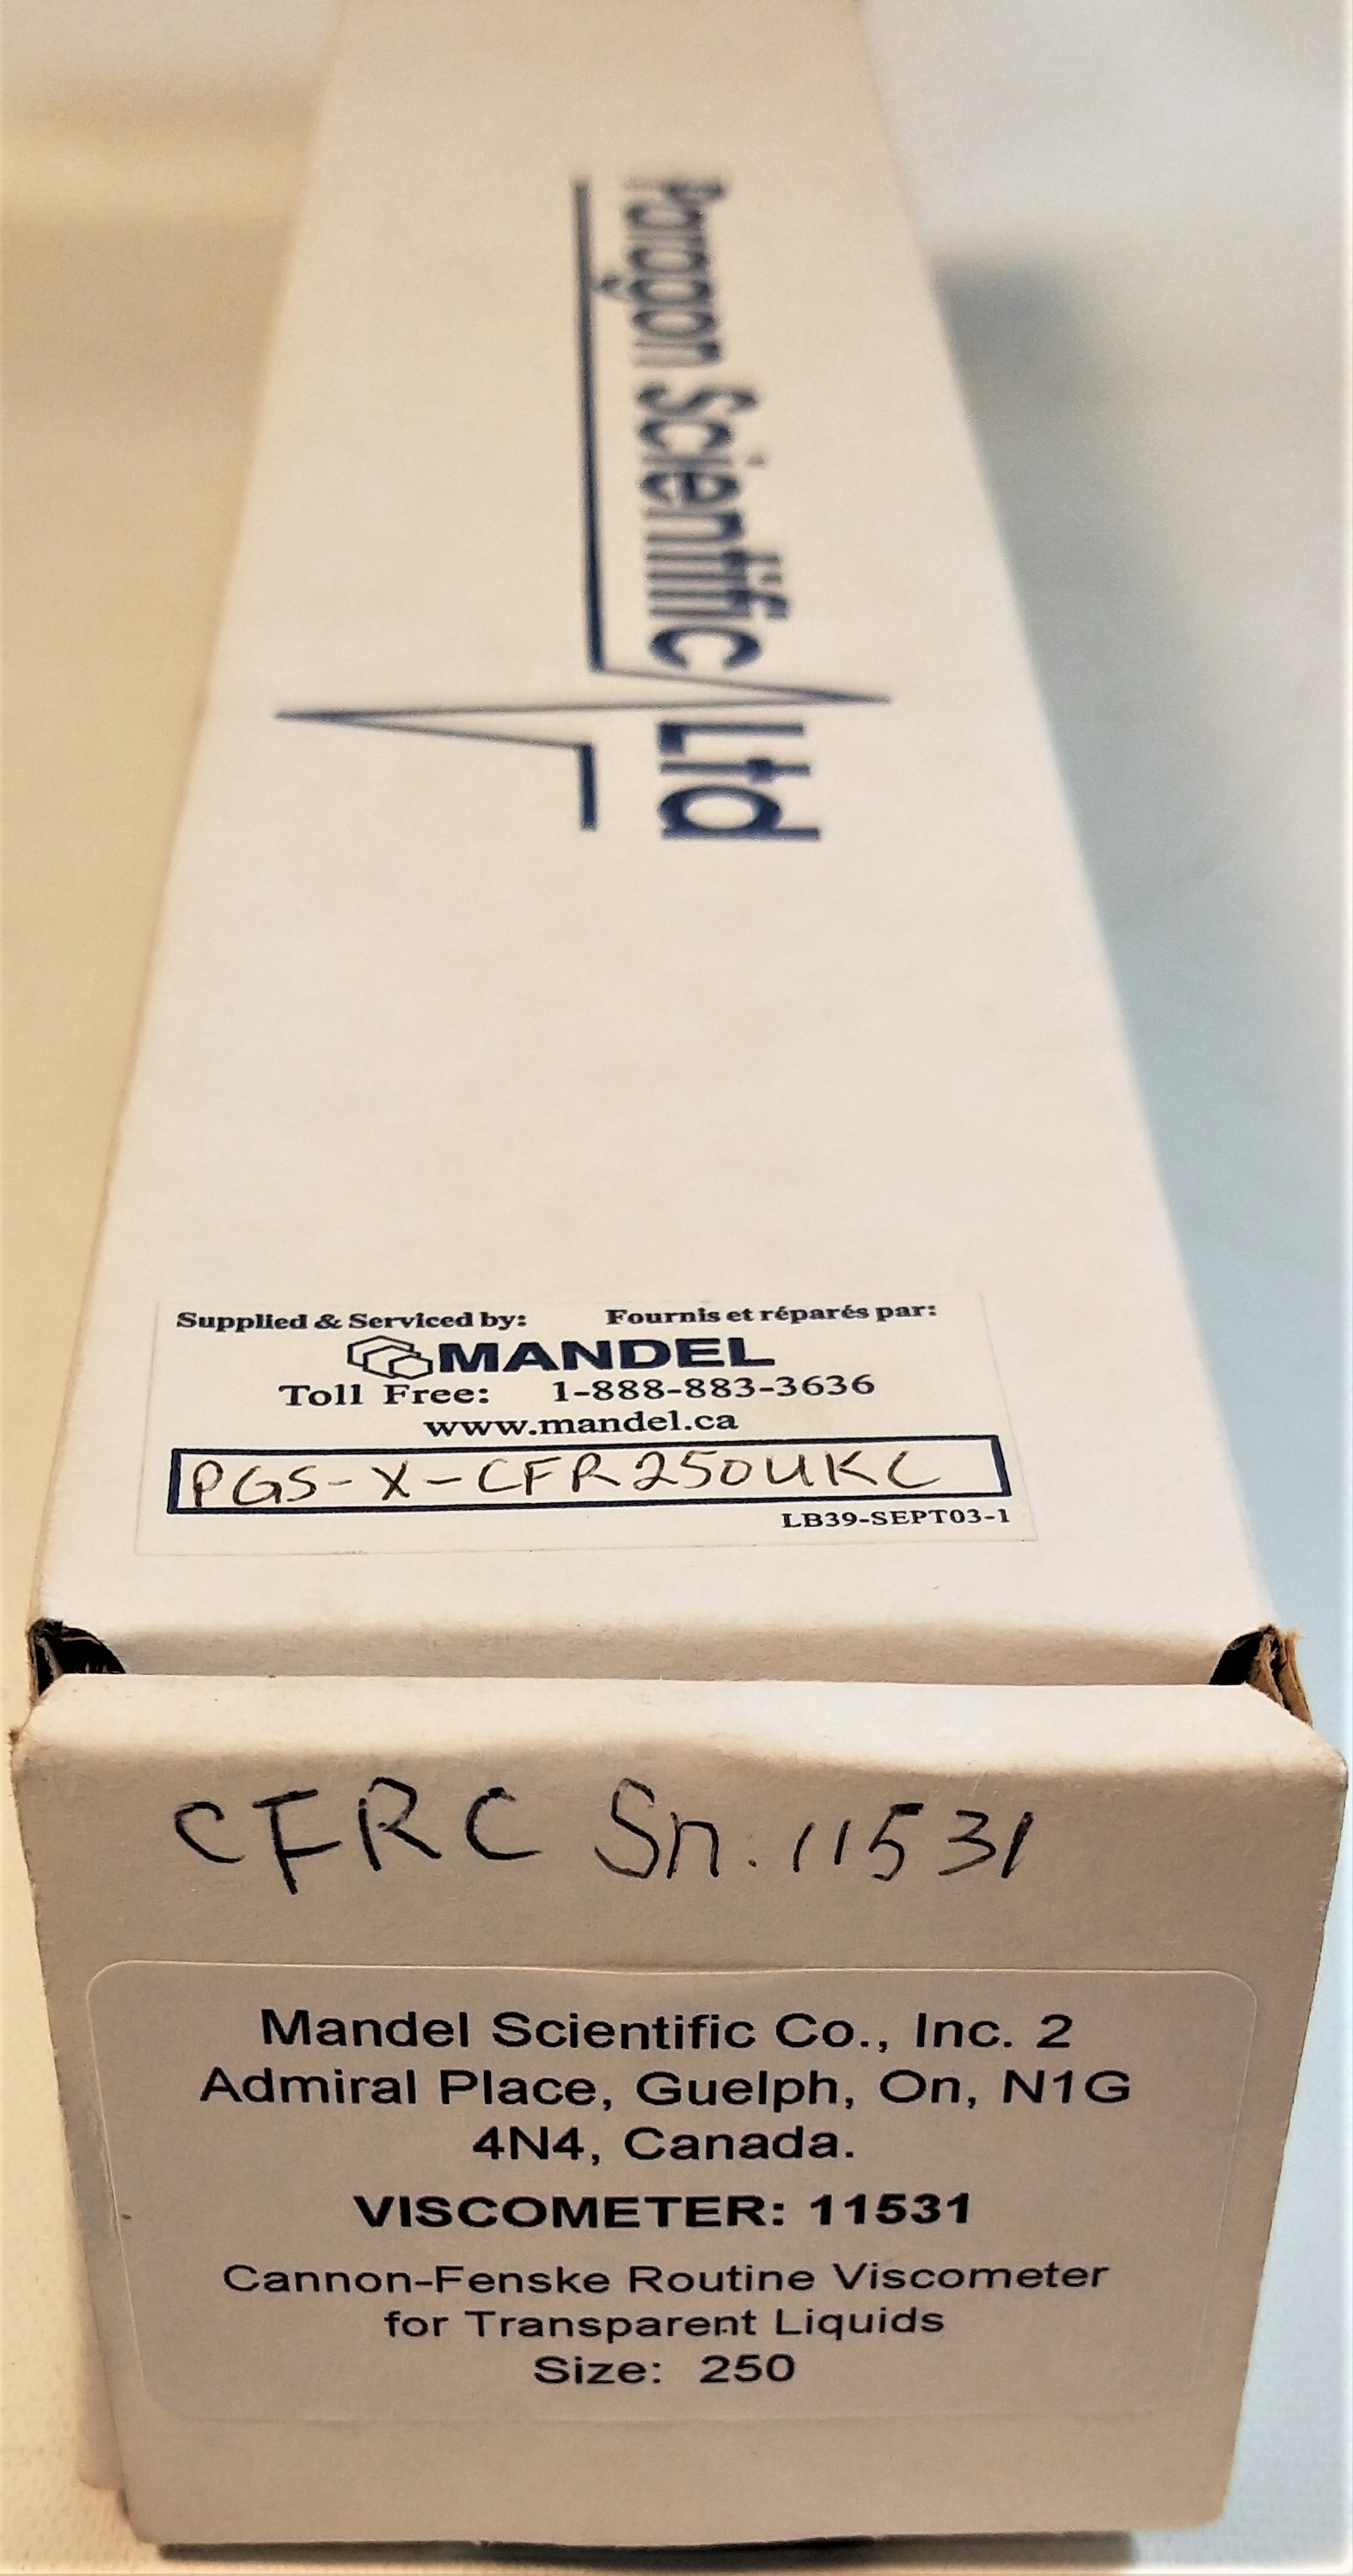 Paragon Scientific Ltd
Supplied & Serviced by: Fournis et réparés par:
MANDEL
Toll Free: 1-888-883-3636
www.mandel.ca
PGS-X-CFR250UKC
LB39-SEPT03-1
CFRC Sn. 11531
Mandel Scientific Co., Inc. 2
Admiral Place, Guelph, On, N1G
4N4, Canada.
VISCOMETER: 11531
Cannon-Fenske Routine Viscometer
for Transparent Liquids
Size: 250